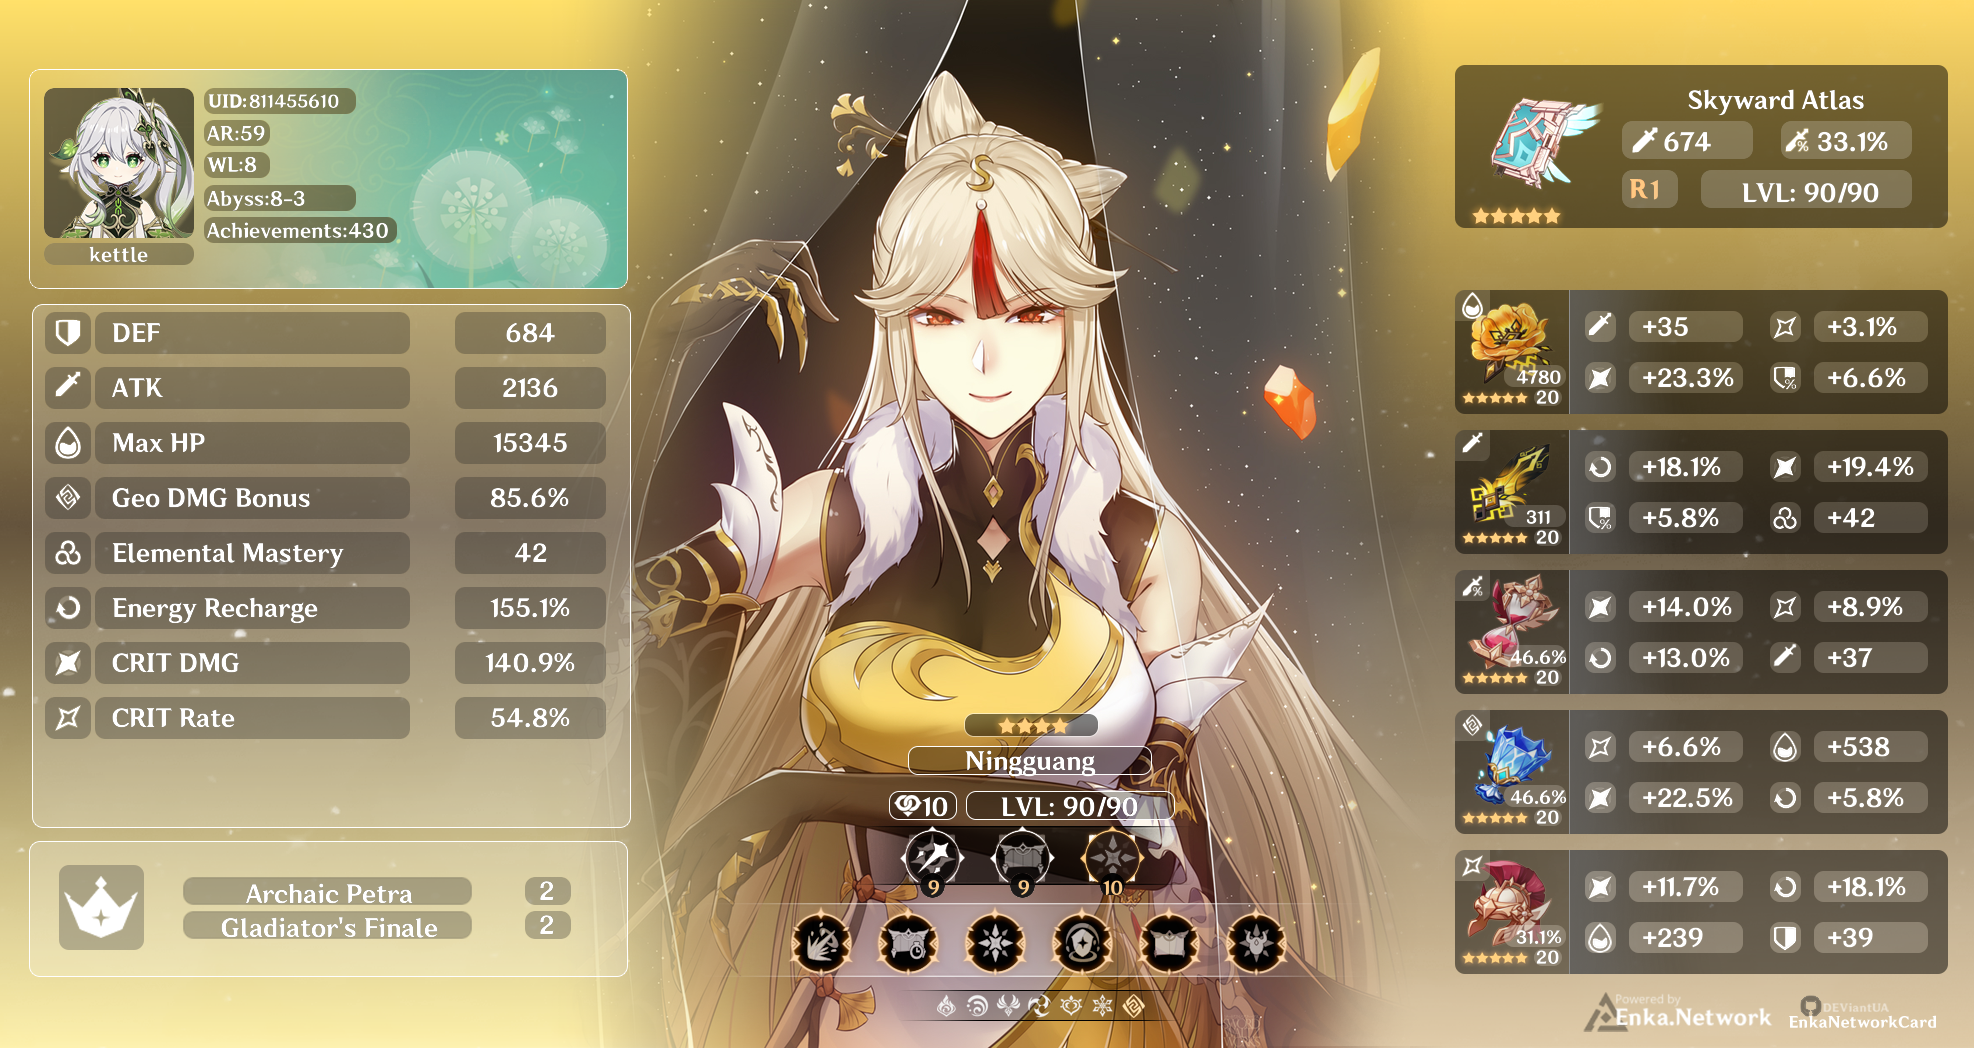 UID:811455610
AR:59
WL:8
Abyss:8-3
Achievements:430
kettle
DEF 684
ATK 2136
Max HP 15345
Geo DMG Bonus 85.6%
Elemental Mastery 42
Energy Recharge 155.1%
CRIT DMG 140.9%
CRIT Rate 54.8%
Archaic Petra 2
Gladiator's Finale 2
Ningguang
10 LVL: 90/90
9 9 10
Skyward Atlas
674 33.1%
R1 LVL: 90/90
+35 +3.1%
4780 +23.3% +6.6%
20
+18.1% +19.4%
311 +5.8% +42
20
+14.0% +8.9%
46.6% +13.0% +37
20
+6.6% +538
46.6% +22.5% +5.8%
20
+11.7% +18.1%
31.1% +239 +39
20
Powered by
Enka.Network
DEViantUA
EnkaNetworkCard